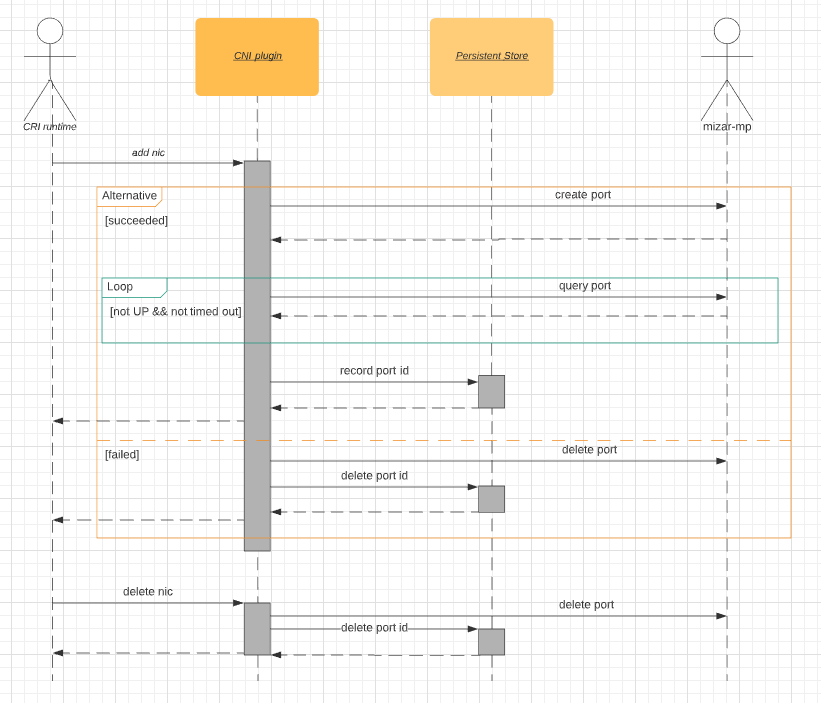 CNI plugin
Persistent Store
CRI runtime
mizar-mp
add nic
Alternative
create port
[succeeded]
Loop
query port
[not UP && not timed out]
record port id
[failed]
delete port
delete port id
delete nic
delete port
delete port id